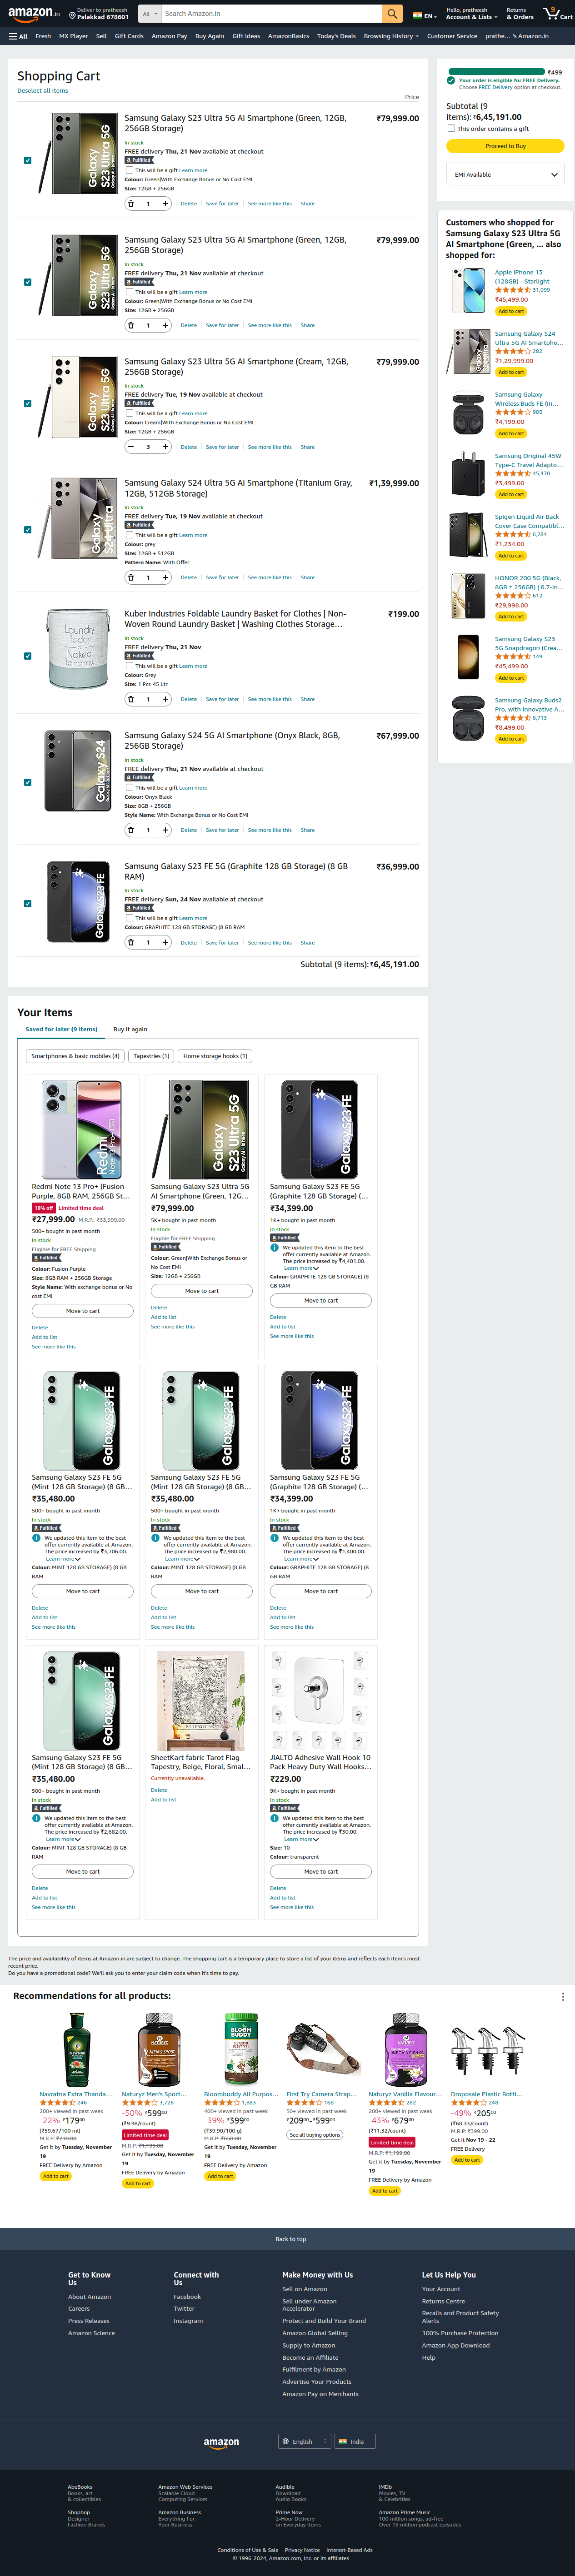 amazon.in
Deliver to pratheesh
Palakkad 678601
All
Search Amazon.in
EN
Hello, pratheesh
Account & Lists
Returns
& Orders
9
Cart
All
Fresh
MX Player
Sell
Gift Cards
Amazon Pay
Buy Again
Gift Ideas
AmazonBasics
Today's Deals
Browsing History
Customer Service
prathe... 's Amazon.in
Shopping Cart
Deselect all items
Price
Samsung Galaxy S23 Ultra 5G AI Smartphone (Green, 12GB,
256GB Storage)
₹79,999.00
In stock
FREE delivery Thu, 21 Nov available at checkout
Fulfilled
This will be a gift Learn more
Colour: Green|With Exchange Bonus or No Cost EMI
Size: 12GB + 256GB
1
Delete
Save for later
See more like this
Share
Samsung Galaxy S23 Ultra 5G AI Smartphone (Green, 12GB,
256GB Storage)
₹79,999.00
In stock
FREE delivery Thu, 21 Nov available at checkout
Fulfilled
This will be a gift Learn more
Colour: Green|With Exchange Bonus or No Cost EMI
Size: 12GB + 256GB
1
Delete
Save for later
See more like this
Share
Samsung Galaxy S23 Ultra 5G AI Smartphone (Cream, 12GB,
256GB Storage)
₹79,999.00
In stock
FREE delivery Tue, 19 Nov available at checkout
Fulfilled
This will be a gift Learn more
Colour: Cream|With Exchange Bonus or No Cost EMI
Size: 12GB + 256GB
3
Delete
Save for later
See more like this
Share
Samsung Galaxy S24 Ultra 5G AI Smartphone (Titanium Gray,
12GB, 512GB Storage)
₹1,39,999.00
In stock
FREE delivery Tue, 19 Nov available at checkout
Fulfilled
This will be a gift Learn more
Colour: grey
Size: 12GB + 512GB
Pattern Name: With Offer
1
Delete
Save for later
See more like this
Share
Kuber Industries Foldable Laundry Basket for Clothes | Non-
Woven Round Laundry Basket | Washing Clothes Storage...
₹199.00
In stock
FREE delivery Thu, 21 Nov
Fulfilled
This will be a gift Learn more
Colour: Grey
Size: 1 Pcs-45 Ltr
1
Delete
Save for later
See more like this
Share
Samsung Galaxy S24 5G AI Smartphone (Onyx Black, 8GB,
256GB Storage)
₹67,999.00
In stock
FREE delivery Thu, 21 Nov available at checkout
Fulfilled
This will be a gift Learn more
Colour: Onyx Black
Size: 8GB + 256GB
Style Name: With Exchange Bonus or No Cost EMI
1
Delete
Save for later
See more like this
Share
Samsung Galaxy S23 FE 5G (Graphite 128 GB Storage) (8 GB
RAM)
₹36,999.00
In stock
FREE delivery Sun, 24 Nov available at checkout
Fulfilled
This will be a gift Learn more
Colour: GRAPHITE 128 GB STORAGE) (8 GB RAM
1
Delete
Save for later
See more like this
Share
Subtotal (9 items): ₹6,45,191.00
₹499
Your order is eligible for FREE Delivery.
Choose FREE Delivery option at checkout.
Subtotal (9
items): ₹6,45,191.00
This order contains a gift
Proceed to Buy
EMI Available
Customers who shopped for
Samsung Galaxy S23 Ultra 5G
AI Smartphone (Green, ... also
shopped for:
Apple iPhone 13
(128GB) - Starlight
31,099
₹45,499.00
Add to cart
Samsung Galaxy S24
Ultra 5G AI Smartpho...
282
₹1,29,999.00
Add to cart
Samsung Galaxy
Wireless Buds FE (In...
985
₹4,199.00
Add to cart
Samsung Original 45W
Type-C Travel Adapto...
45,470
₹3,499.00
Add to cart
Spigen Liquid Air Back
Cover Case Compatibl...
6,284
₹1,234.00
Add to cart
HONOR 200 5G (Black,
8GB + 256GB) | 6.7-in...
612
₹29,998.00
Add to cart
Samsung Galaxy S23
5G Snapdragon (Crea...
149
₹45,499.00
Add to cart
Samsung Galaxy Buds2
Pro, with Innovative A...
8,713
₹8,499.00
Add to cart
Your Items
Saved for later (9 items)
Buy it again
Smartphones & basic mobiles (4)
Tapestries (1)
Home storage hooks (1)
Redmi Note 13 Pro+ (Fusion
Purple, 8GB RAM, 256GB St...
18% off Limited time deal
₹27,999.00 M.R.P.: ₹33,999.00
500+ bought in past month
In stock
Eligible for FREE Shipping
Fulfilled
Colour: Fusion Purple
Size: 8GB RAM + 256GB Storage
Style Name: With exchange bonus or No
cost EMI
Move to cart
Delete
Add to list
See more like this
Samsung Galaxy S23 Ultra 5G
AI Smartphone (Green, 12G...
₹79,999.00
5K+ bought in past month
In stock
Eligible for FREE Shipping
Fulfilled
Colour: Green|With Exchange Bonus or
No Cost EMI
Size: 12GB + 256GB
Move to cart
Delete
Add to list
See more like this
Samsung Galaxy S23 FE 5G
(Graphite 128 GB Storage) (...
₹34,399.00
1K+ bought in past month
In stock
Fulfilled
We updated this item to the best
offer currently available at Amazon.
The price increased by ₹4,401.00.
Learn more
Colour: GRAPHITE 128 GB STORAGE) (8
GB RAM
Move to cart
Delete
Add to list
See more like this
Samsung Galaxy S23 FE 5G
(Mint 128 GB Storage) (8 GB...
₹35,480.00
500+ bought in past month
In stock
Fulfilled
We updated this item to the best
offer currently available at Amazon.
The price increased by ₹3,706.00.
Learn more
Colour: MINT 128 GB STORAGE) (8 GB
RAM
Move to cart
Delete
Add to list
See more like this
Samsung Galaxy S23 FE 5G
(Mint 128 GB Storage) (8 GB...
₹35,480.00
500+ bought in past month
In stock
Fulfilled
We updated this item to the best
offer currently available at Amazon.
The price increased by ₹2,980.00.
Learn more
Colour: MINT 128 GB STORAGE) (8 GB
RAM
Move to cart
Delete
Add to list
See more like this
Samsung Galaxy S23 FE 5G
(Graphite 128 GB Storage) (...
₹34,399.00
1K+ bought in past month
In stock
Fulfilled
We updated this item to the best
offer currently available at Amazon.
The price increased by ₹1,400.00.
Learn more
Colour: GRAPHITE 128 GB STORAGE) (8
GB RAM
Move to cart
Delete
Add to list
See more like this
Samsung Galaxy S23 FE 5G
(Mint 128 GB Storage) (8 GB...
₹35,480.00
500+ bought in past month
In stock
Fulfilled
We updated this item to the best
offer currently available at Amazon.
The price increased by ₹2,682.00.
Learn more
Colour: MINT 128 GB STORAGE) (8 GB
RAM
Move to cart
Delete
Add to list
See more like this
SheetKart fabric Tarot Flag
Tapestry, Beige, Floral, Smal...
Currently unavailable.
Delete
Add to list
JIALTO Adhesive Wall Hook 10
Pack Heavy Duty Wall Hooks...
₹229.00
9K+ bought in past month
In stock
Fulfilled
We updated this item to the best
offer currently available at Amazon.
The price increased by ₹30.00.
Learn more
Size: 10
Colour: transparent
Move to cart
Delete
Add to list
See more like this
The price and availability of items at Amazon.in are subject to change. The shopping cart is a temporary place to store a list of your items and reflects each item's most
recent price.
Do you have a promotional code? We'll ask you to enter your claim code when it's time to pay.
Recommendations for all products:
Navratna Extra Thanda...
246
200+ viewed in past week
-22% ₹179.00
(₹59.67/100 ml)
M.R.P: ₹230.00
Get it by Tuesday, November
19
FREE Delivery by Amazon
Add to cart
Naturyz Men's Sport...
3,726
-50% ₹599.00
(₹9.98/count)
Limited time deal
M.R.P: ₹1,199.00
Get it by Tuesday, November
19
FREE Delivery by Amazon
Add to cart
Bloombuddy All Purpos...
1,883
400+ viewed in past week
-39% ₹399.00
(₹39.90/100 g)
M.R.P: ₹650.00
Get it by Tuesday, November
19
FREE Delivery by Amazon
Add to cart
First Try Camera Strap...
168
50+ viewed in past week
₹209.00-₹599.00
See all buying options
Naturyz Vanilla Flavour...
282
200+ viewed in past week
-43% ₹679.00
(₹11.32/count)
Limited time deal
M.R.P: ₹1,199.00
Get it by Tuesday, November
19
FREE Delivery by Amazon
Add to cart
Droposale Plastic Bottl...
248
-49% ₹205.00
(₹68.33/count)
M.R.P: ₹399.00
Get it Nov 19 - 22
FREE Delivery
Add to cart
Back to top
Get to Know
Us
About Amazon
Careers
Press Releases
Amazon Science
Connect with
Us
Facebook
Twitter
Instagram
Make Money with Us
Sell on Amazon
Sell under Amazon
Accelerator
Protect and Build Your Brand
Amazon Global Selling
Supply to Amazon
Become an Affiliate
Fulfilment by Amazon
Advertise Your Products
Amazon Pay on Merchants
Let Us Help You
Your Account
Returns Centre
Recalls and Product Safety
Alerts
100% Purchase Protection
Amazon App Download
Help
amazon
English
India
AbeBooks
Books, art
& collectibles
Amazon Web Services
Scalable Cloud
Computing Services
Audible
Download
Audio Books
IMDb
Movies, TV
& Celebrities
Shopbop
Designer
Fashion Brands
Amazon Business
Everything For
Your Business
Prime Now
2-Hour Delivery
on Everyday Items
Amazon Prime Music
100 million songs, ad-free
Over 15 million podcast episodes
Conditions of Use & Sale
Privacy Notice
Interest-Based Ads
© 1996-2024, Amazon.com, Inc. or its affiliates